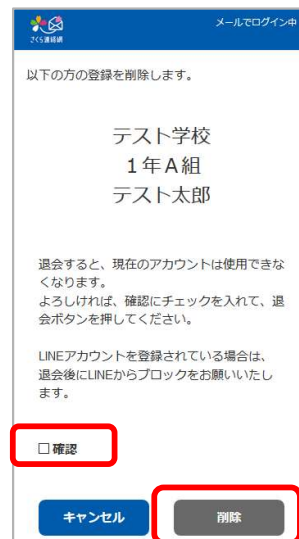 メールでログイン中
さくら連絡網
以下の方の登録を削除します。
テスト学校
1年A組
テスト太郎
退会すると、現在のアカウントは使用できな
くなります。
よろしければ、確認にチェックを入れて、退
会ボタンを押してください。
LINEアカウントを登録されている場合は、
退会後にLINEからブロックをお願いいたし
ます。
□確認
キャンセル
削除